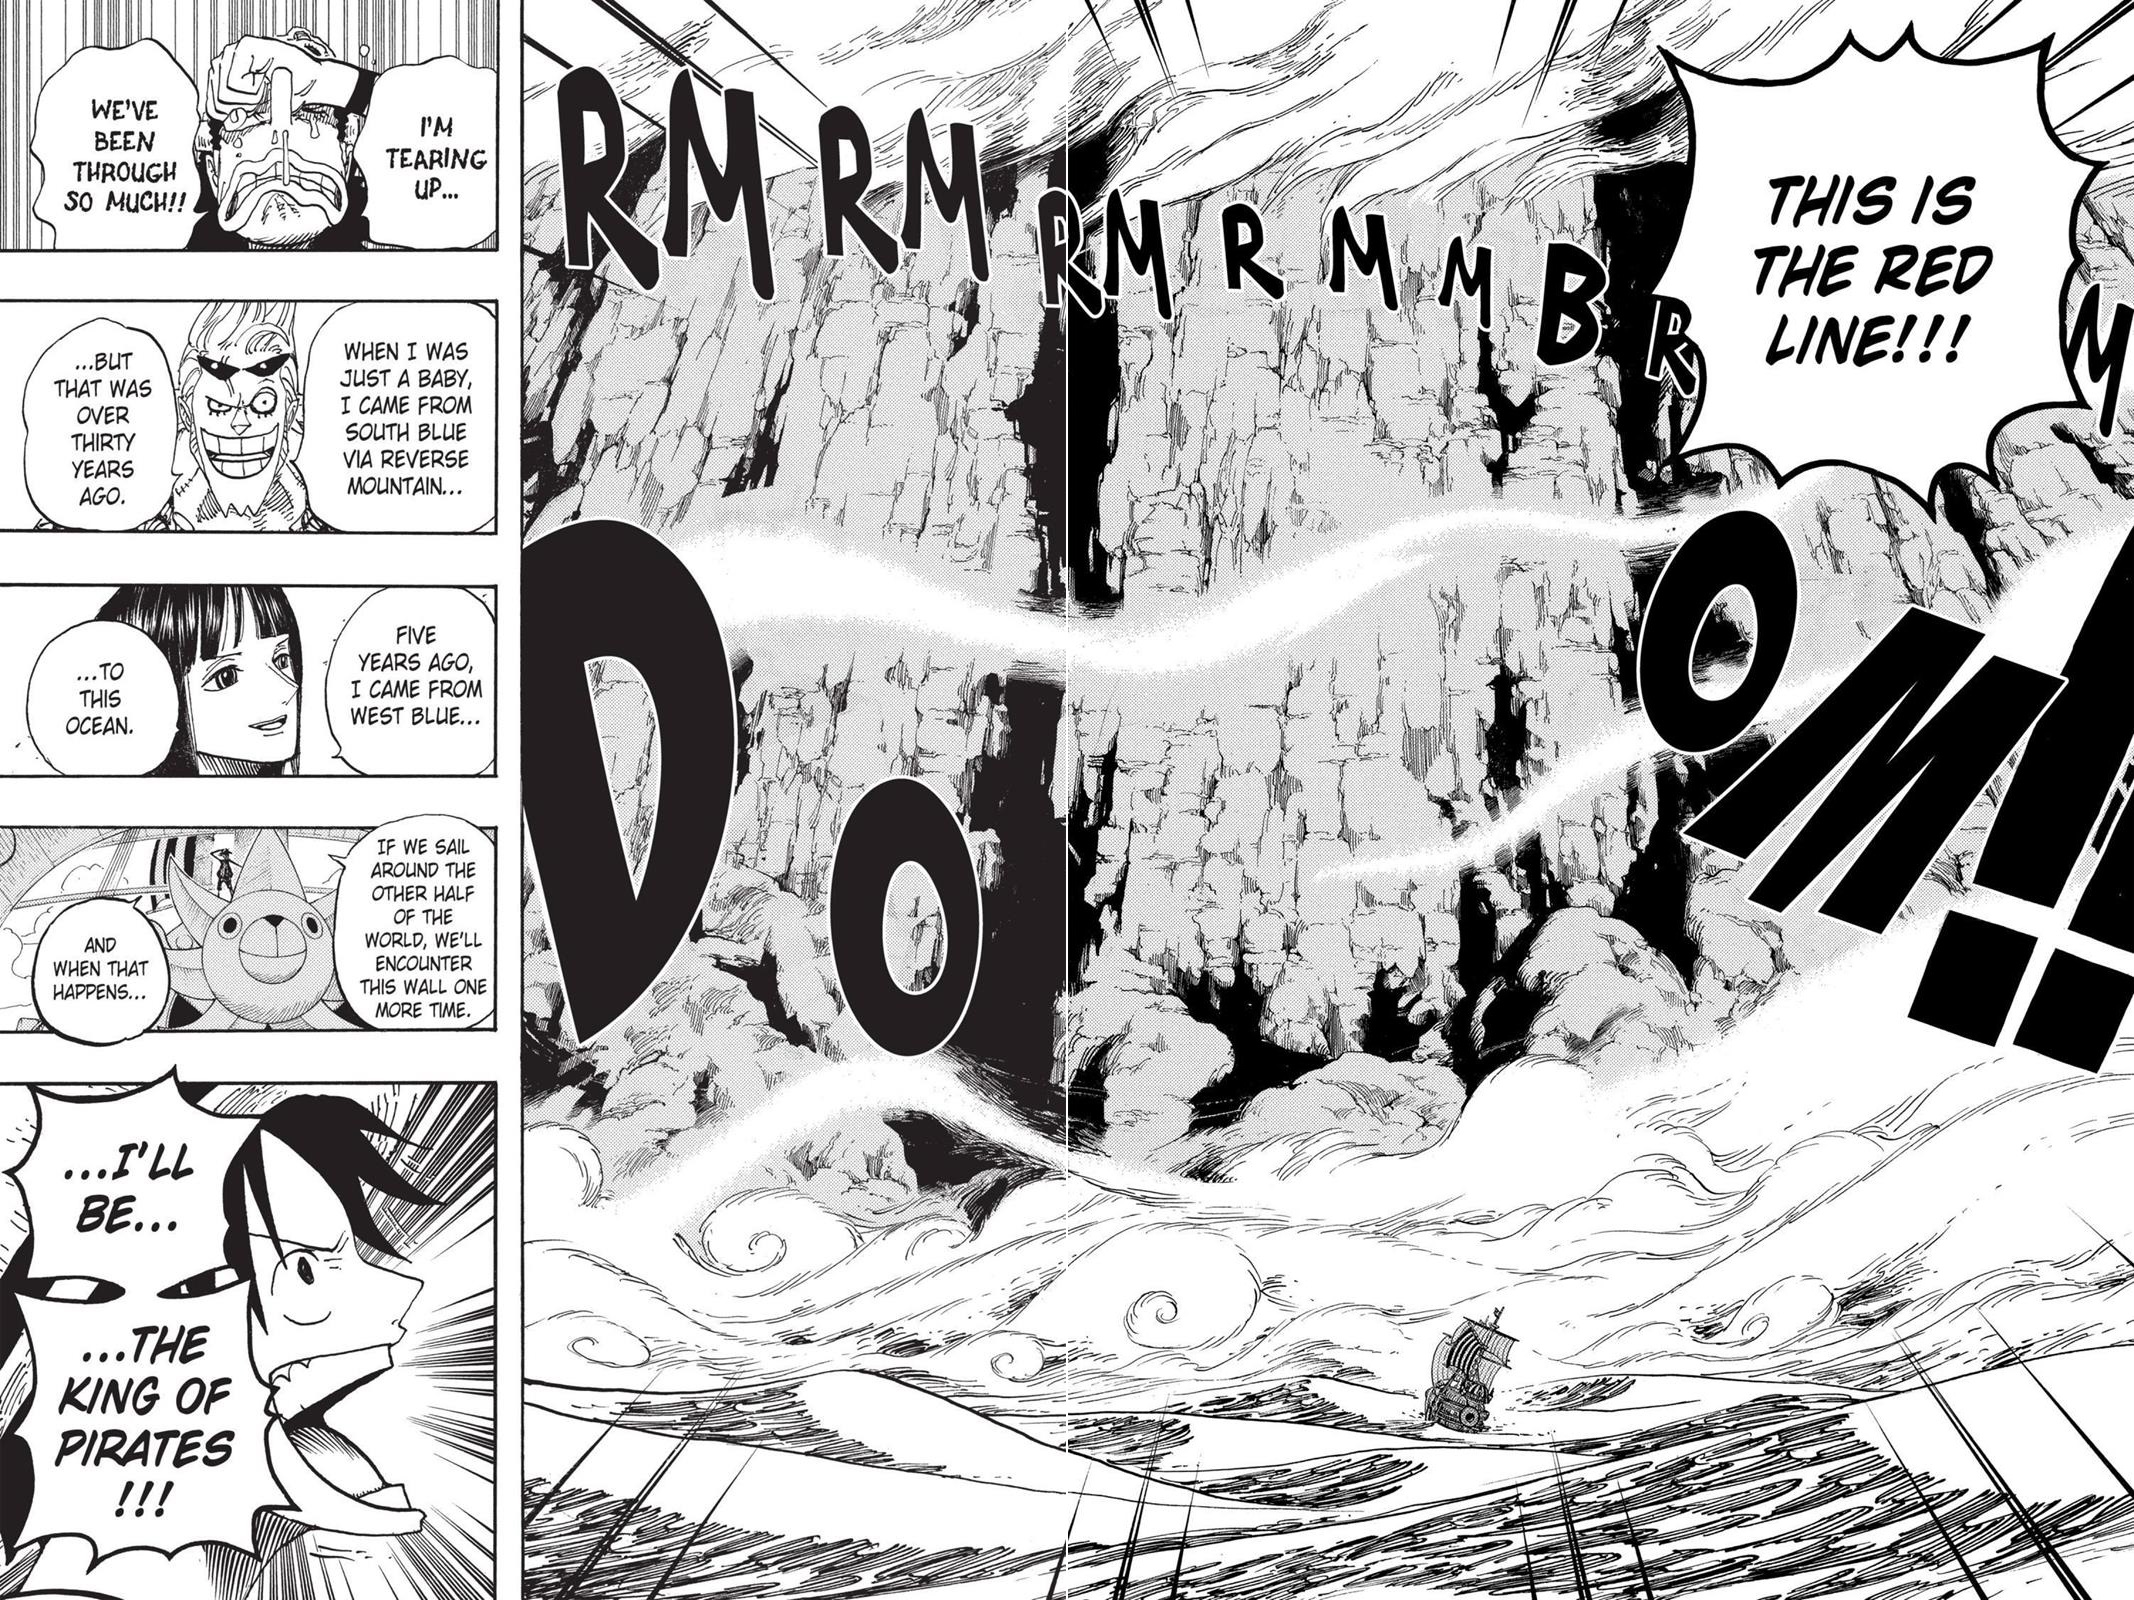 THIS IS
THE RED
LINE!!!
M
R
B
M
M
R
RM
RM
RM
DOOM!!
I'M
TEARING
UP...
WE'VE
BEEN
THROUGH
SO MUCH!!
WHEN I WAS
JUST A BABY,
I CAME FROM
SOUTH BLUE
VIA REVERSE
MOUNTAIN...
...BUT
THAT WAS
OVER
THIRTY
YEARS
AGO.
FIVE
YEARS AGO,
I CAME FROM
WEST BLUE...
...TO
THIS
OCEAN.
IF WE SAIL
AROUND THE
OTHER HALF
OF THE
WORLD, WE'LL
ENCOUNTER
THIS WALL ONE
MORE TIME.
AND
WHEN THAT
HAPPENS...
...I'LL
BE...
...THE
KING OF
PIRATES
!!!